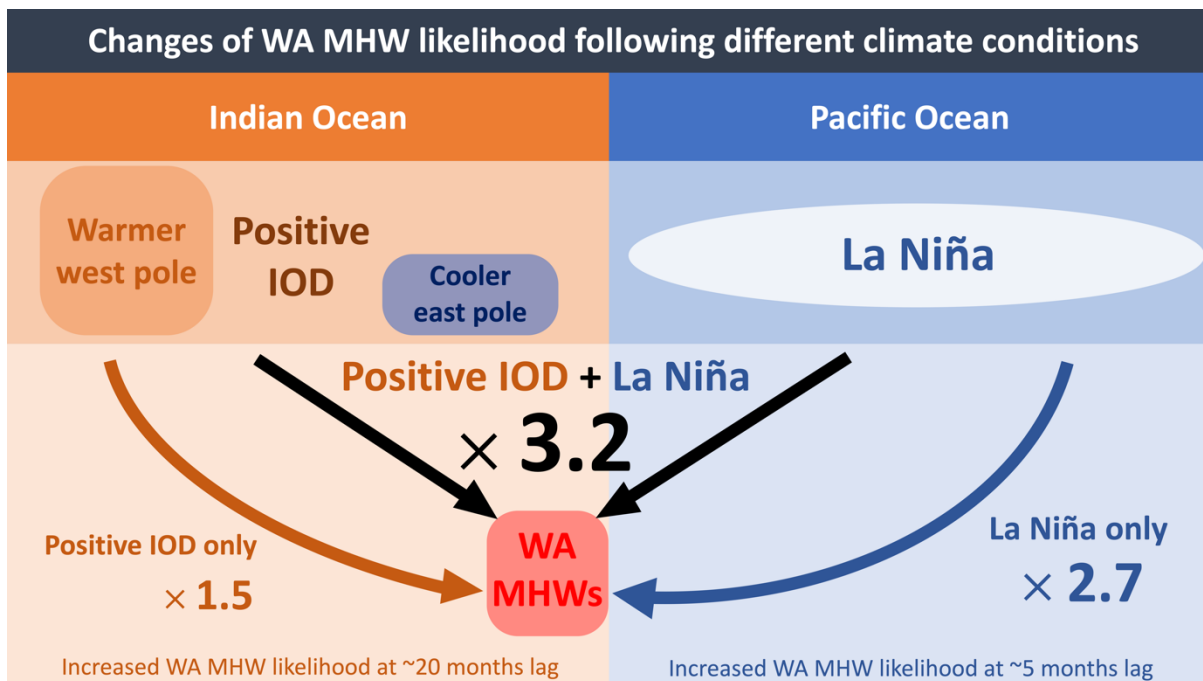 Changes of WA MHW likelihood following different climate conditions
Indian Ocean
Pacific Ocean
Warmer
west pole
Positive
IOD
Cooler
east pole
La Niña
Positive IOD + La Niña
× 3.2
Positive IOD only
× 1.5
WA
MHWs
La Niña only
× 2.7
Increased WA MHW likelihood at ~20 months lag
Increased WA MHW likelihood at ~5 months lag